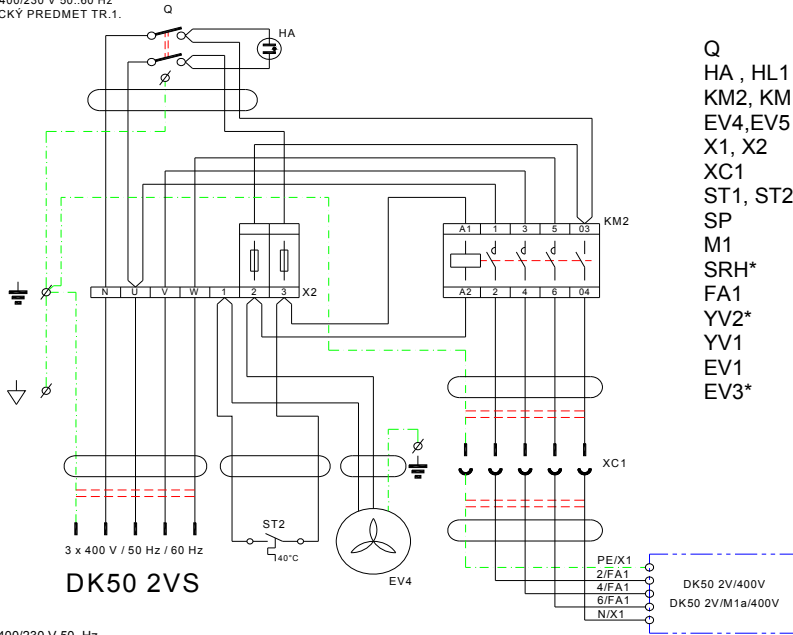 400/230 V 50..60 Hz
CKÝ PREDMET TR.1.
Q
HA
Q
HA , HL1
KM2, KM
EV4,EV5
X1, X2
XC1
ST1, ST2
SP
M1
SRH*
FA1
YV2*
YV1
EV1
EV3*
KM2
A1 1 3 5 03
A2 2 4 6 04
N U V W 1 2 3 X2
XC1
ST2
40°C
EV4
3 x 400 V / 50 Hz / 60 Hz
DK50 2VS
PE/X1
2/FA1
4/FA1
6/FA1
N/X1
DK50 2V/400V
DK50 2V/M1a/400V
400/230 V 50 Hz